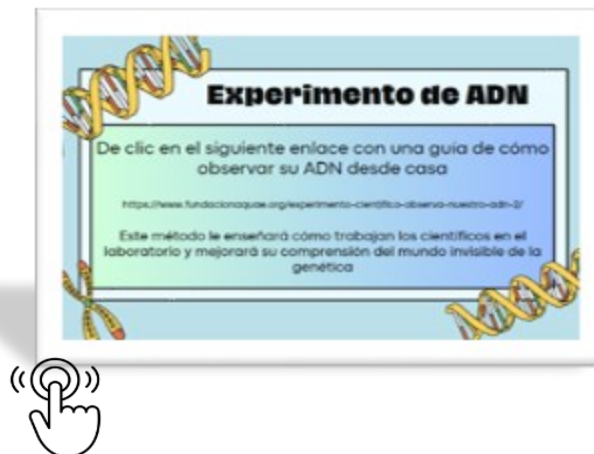 Experimento de ADN
De clic en el siguiente enlace con una guía de cómo
observar su ADN desde casa
https://www.fundacionaquae.org/experimento-cientifico-observa-nuestro-adn-2/
Este método le enseñará cómo trabajan los científicos en el
laboratorio y mejorará su comprensión del mundo invisible de la
genética